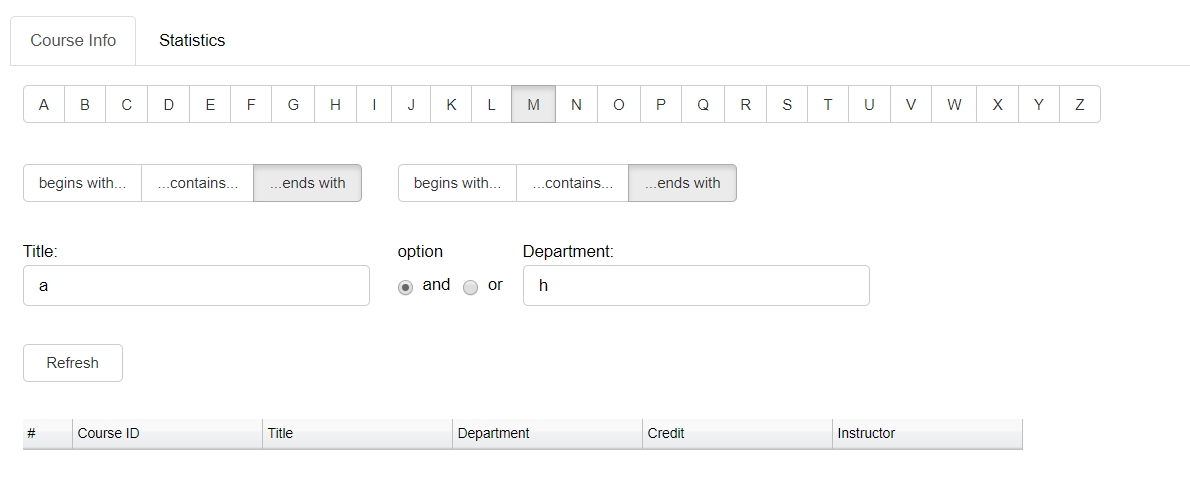 Course Info Statistics
A B C D E F G H I J K L M N O P Q R S T U V W X Y Z
begins with... ...contains... ...ends with begins with... ...contains... ...ends with
Title: option Department:
a and or h
Refresh
# Course ID Title Department Credit Instructor